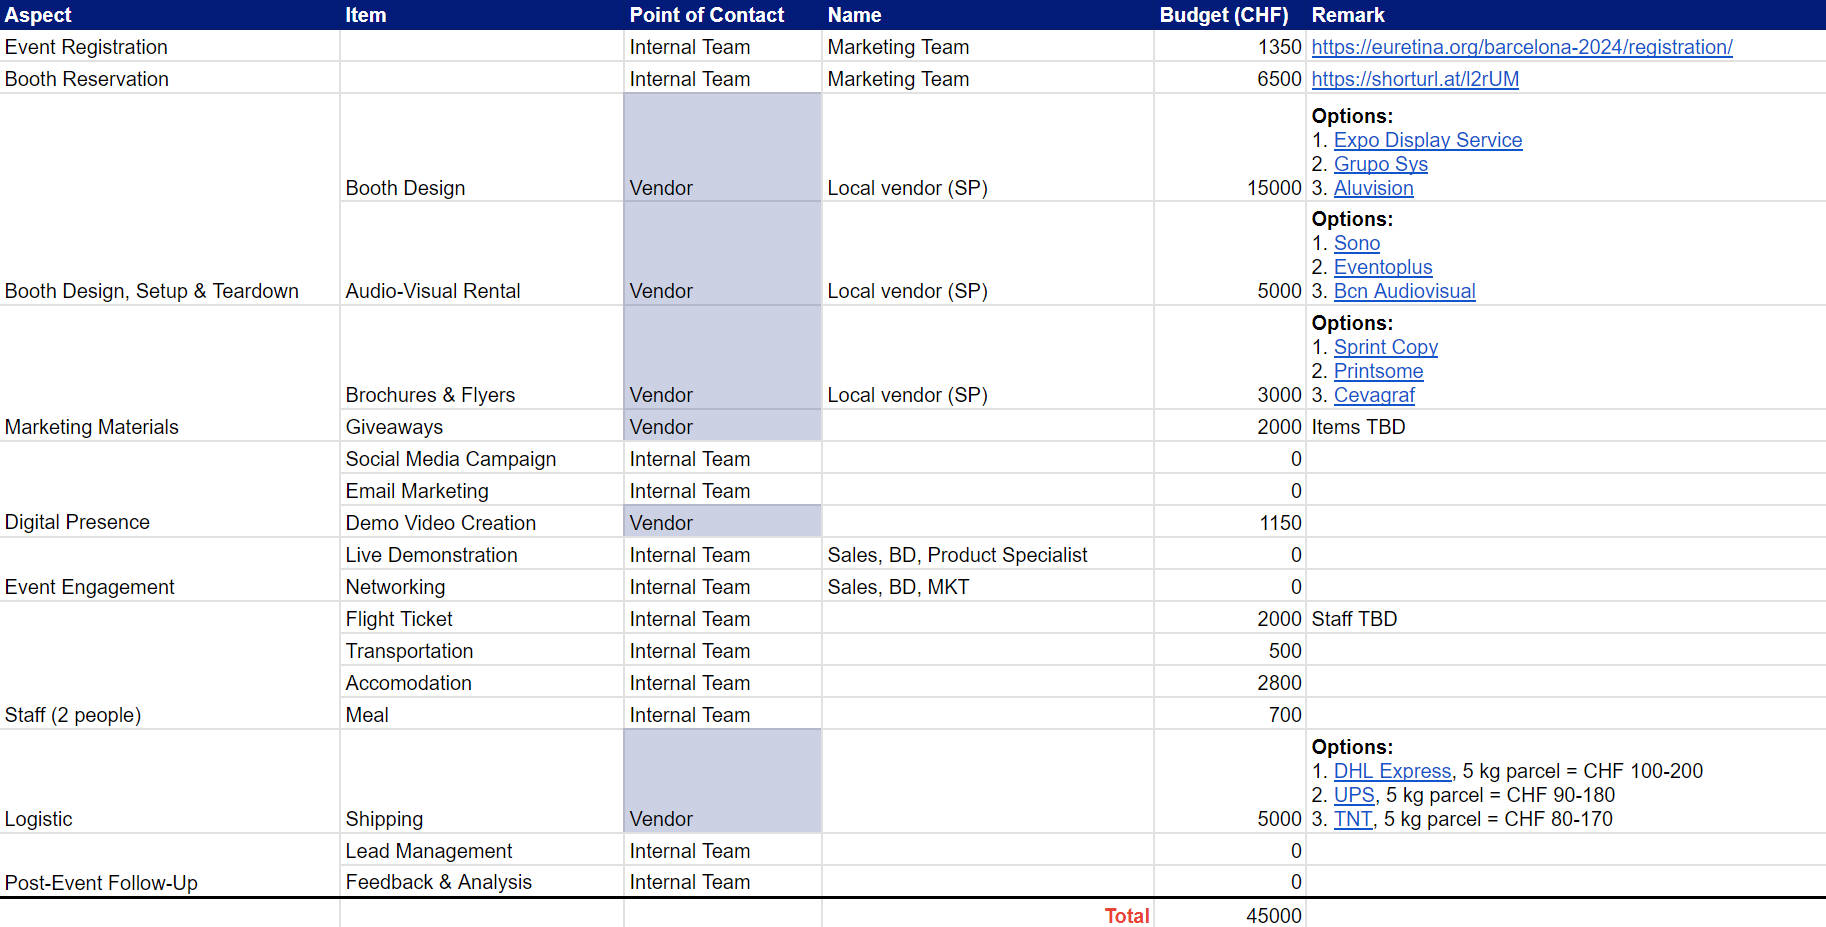 Aspect Item Point of Contact Name Budget (CHF) Remark
Event Registration Internal Team Marketing Team 1350 https://euretina.org/barcelona-2024/registration/
Booth Reservation Internal Team Marketing Team 6500 https://shorturl.at/l2rUM
Options:
1. Expo Display Service
2. Grupo Sys
Booth Design Vendor Local vendor (SP) 15000 3. Aluvision
Options:
1. Sono
2. Eventoplus
Booth Design, Setup & Teardown Audio-Visual Rental Vendor Local vendor (SP) 5000 3. Bcn Audiovisual
Options:
1. Sprint Copy
2. Printsome
Brochures & Flyers Vendor Local vendor (SP) 3000 3. Cevagraf
Marketing Materials Giveaways Vendor 2000 Items TBD
Social Media Campaign Internal Team 0
Email Marketing Internal Team 0
Digital Presence Demo Video Creation Vendor 1150
Live Demonstration Internal Team Sales, BD, Product Specialist 0
Event Engagement Networking Internal Team Sales, BD, MKT 0
Flight Ticket Internal Team 2000 Staff TBD
Transportation Internal Team 500
Accomodation Internal Team 2800
Staff (2 people) Meal Internal Team 700
Options:
1. DHL Express, 5 kg parcel = CHF 100-200
2. UPS, 5 kg parcel = CHF 90-180
Logistic Shipping Vendor 5000 3. TNT, 5 kg parcel = CHF 80-170
Lead Management Internal Team 0
Post-Event Follow-Up Feedback & Analysis Internal Team 0
Total 45000